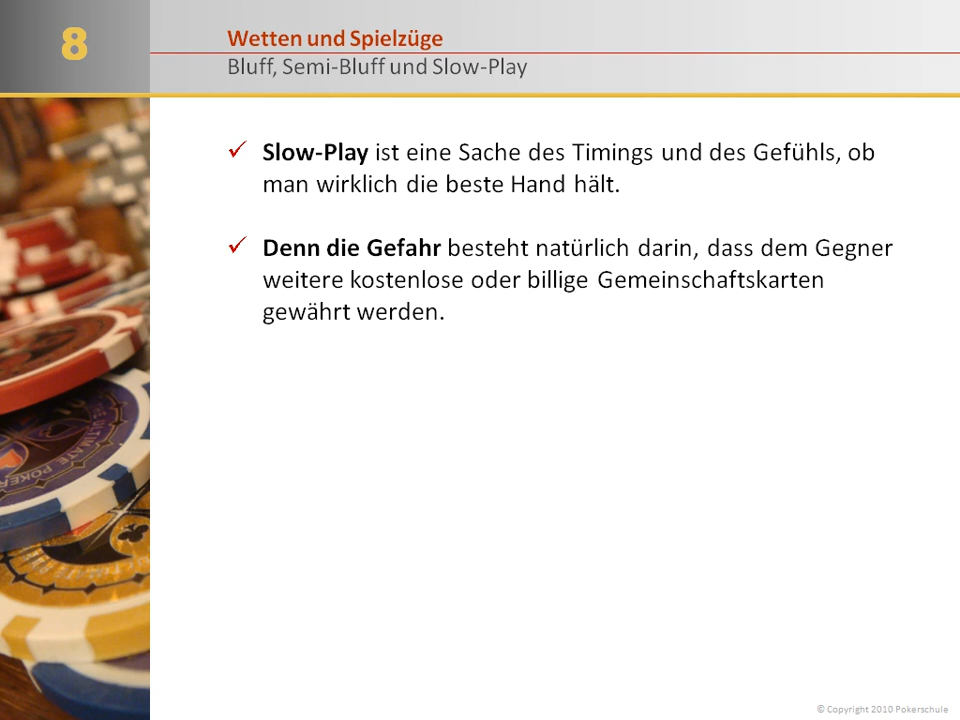 8
Wetten und Spielzüge
Bluff, Semi-Bluff und Slow-Play
Slow-Play ist eine Sache des Timings und des Gefühls, ob
man wirklich die beste Hand hält.
Denn die Gefahr besteht natürlich darin, dass dem Gegner
weitere kostenlose oder billige Gemeinschaftskarten
gewährt werden.
ULTIMATE POKER
© Copyright 2010 Pokerschule